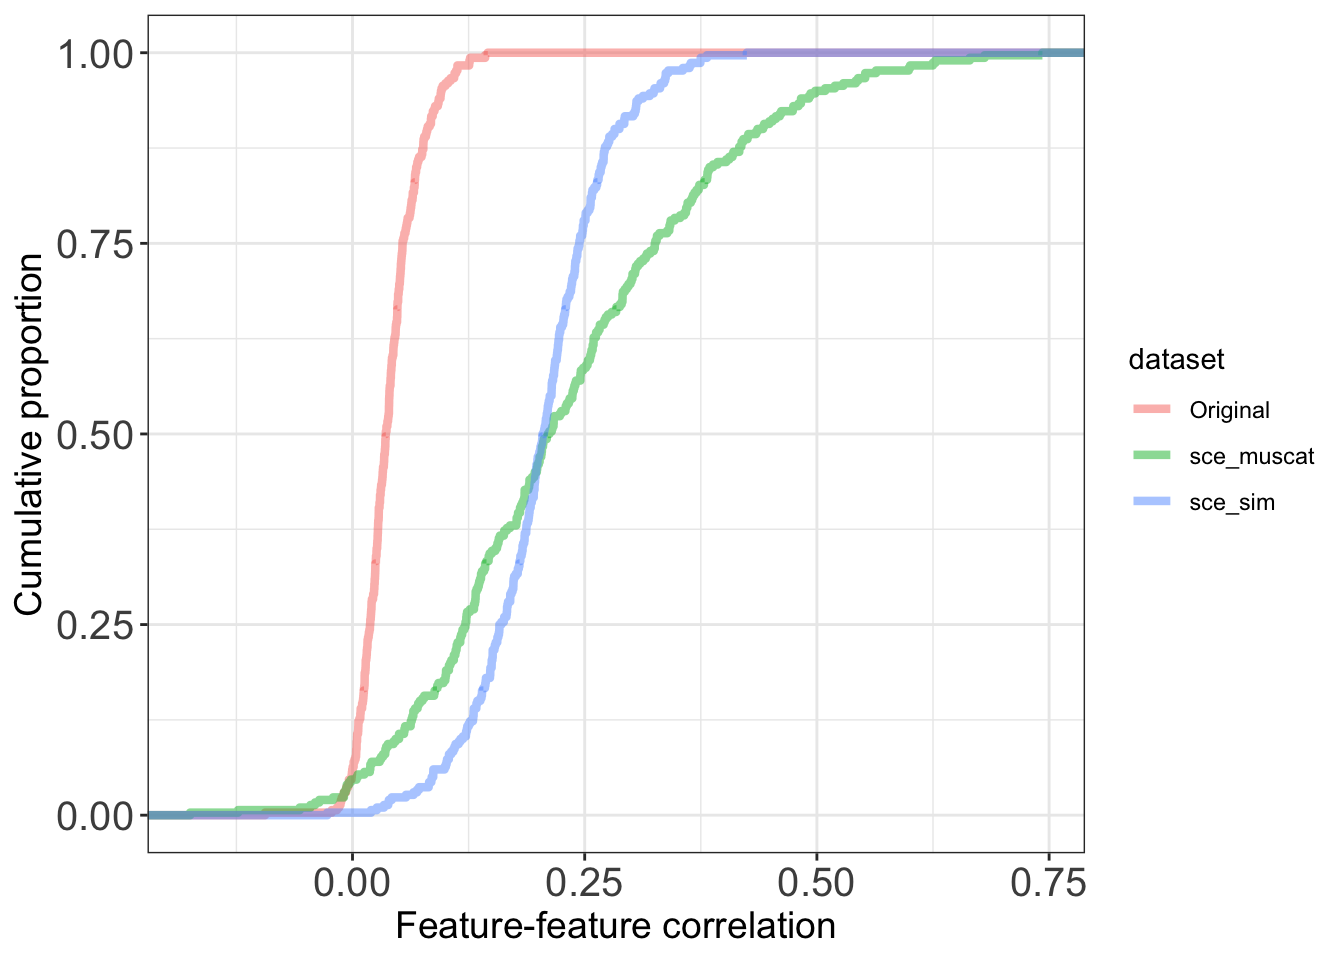 1.00
0.75
0.50
0.25
0.00
Cumulative proportion
0.00 0.25 0.50 0.75
Feature-feature correlation
dataset
Original
sce_muscat
sce_sim